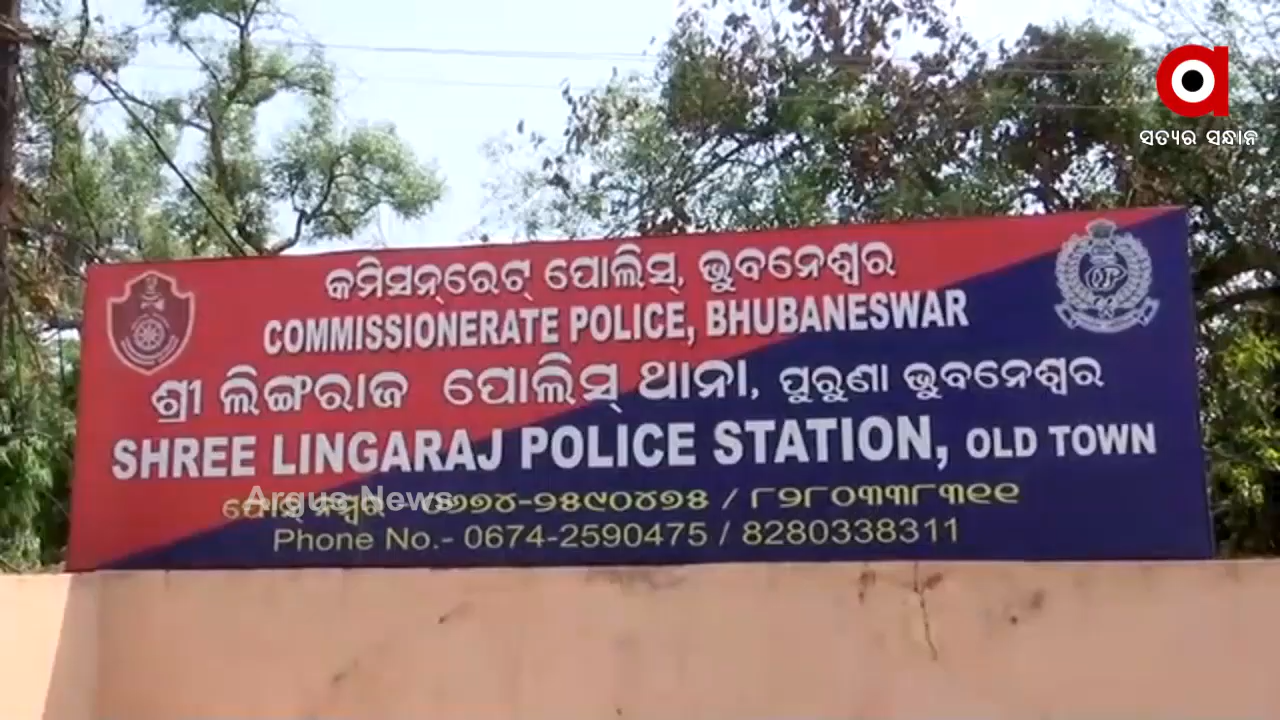 ସତ୍ୟର ସନ୍ଧାନ
କମିସନ୍‌ରେଟ୍ ପୋଲିସ୍, ଭୁବନେଶ୍ୱର
COMMISSIONERATE POLICE, BHUBANESWAR
ଶ୍ରୀ ଲିଙ୍ଗରାଜ ପୋଲିସ୍ ଥାନା, ପୁରୁଣା ଭୁବନେଶ୍ୱର
SHREE LINGARAJ POLICE STATION, OLD TOWN
Argus News
୦୬୭୪-୨୫୯୦୪୭୫ / ୮୨୮୦୩୩୮୩୧୧
Phone No.- 0674-2590475 / 8280338311